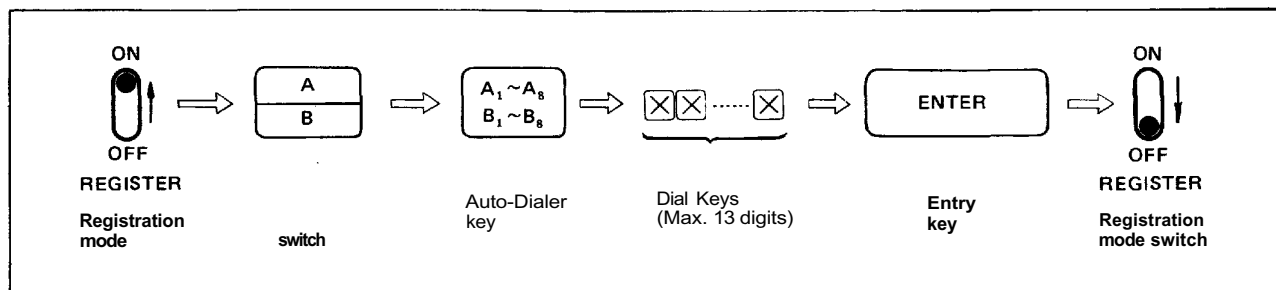 ON
OFF
REGISTER
Registration
mode
A
B
switch
A₁~A₈
B₁~B₈
Auto-Dialer
key
Dial Keys
(Max. 13 digits)
ENTER
Entry
key
ON
OFF
REGISTER
Registration
mode switch